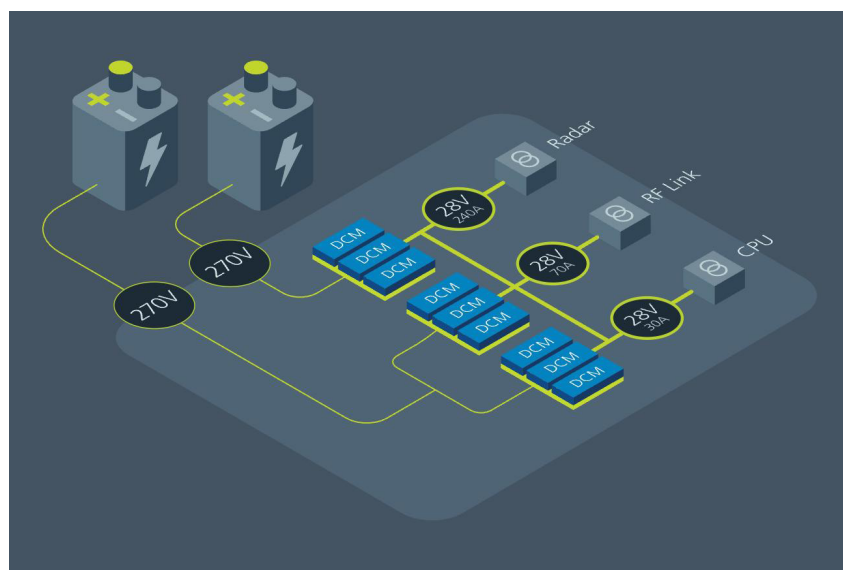 Radar
28V
240A
RF Link
28V
70A
CPU
28V
30A
270V
270V
DCM
DCM
DCM
DCM
DCM
DCM
DCM
DCM
DCM